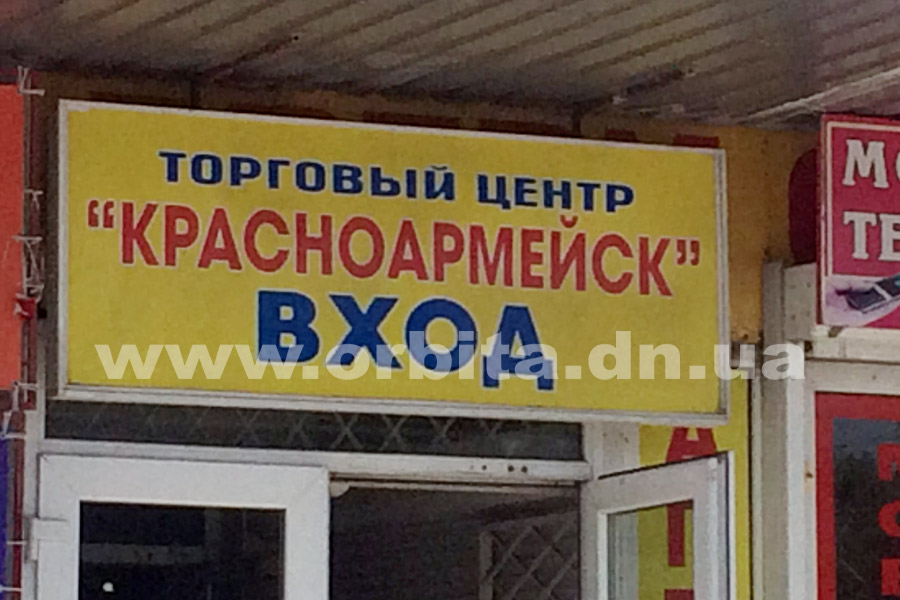 ТОРГОВЫЙ ЦЕНТР
“КРАСНОАРМЕЙСК”
ВХОД
www.orbita.dn.ua